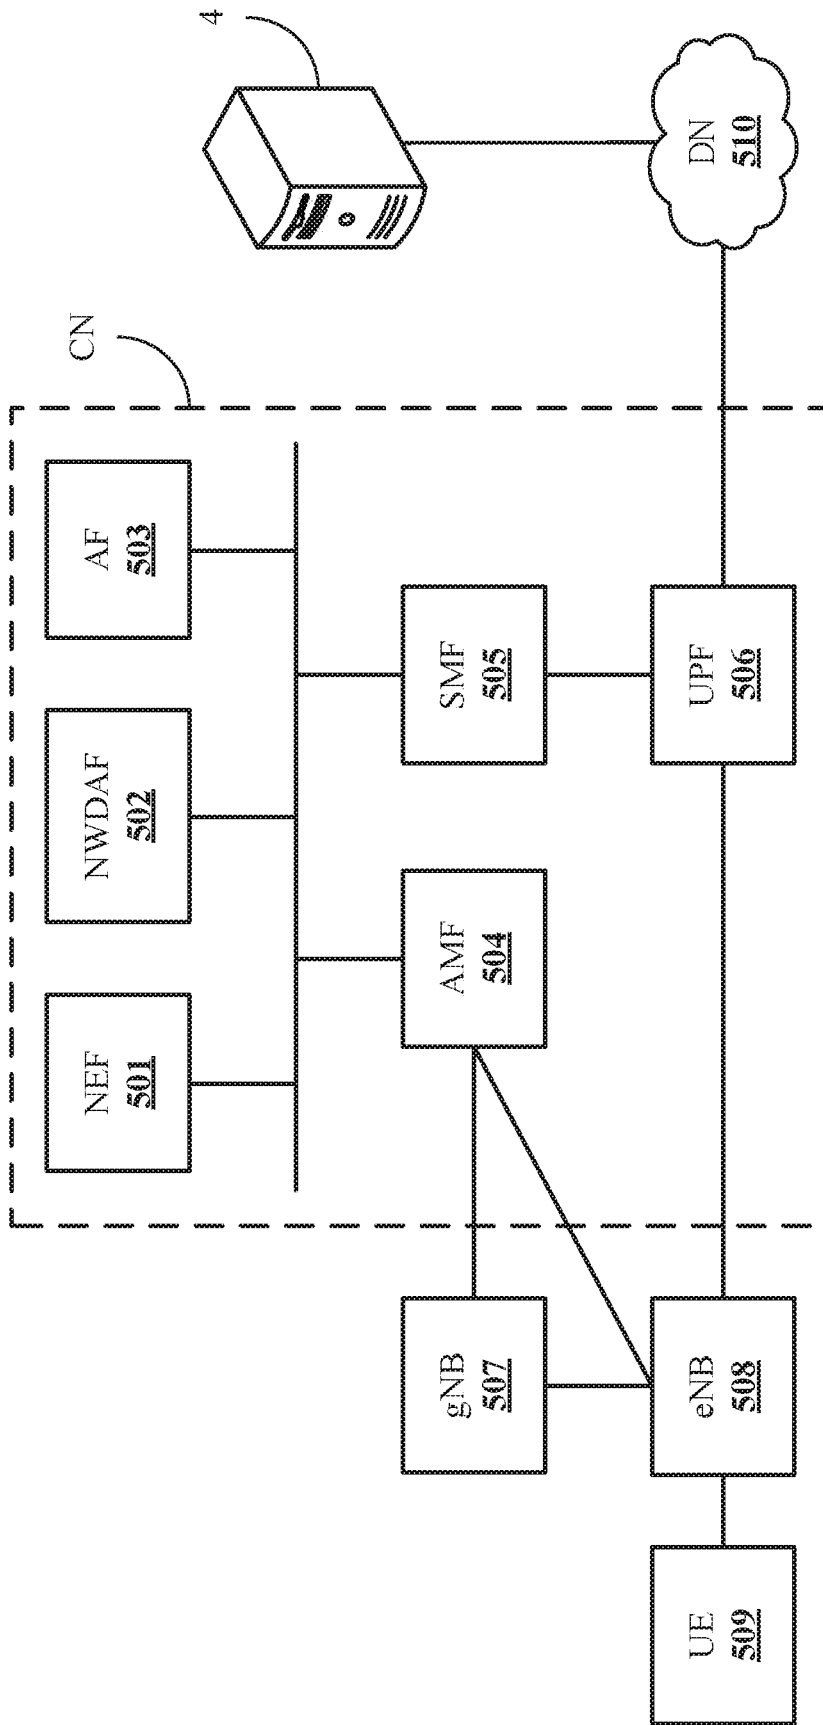 NEF
501
NWDAF
502
AF
503
CN
4
AMF
504
SMF
505
gNB
507
UE
509
eNB
508
UPF
506
DN
510